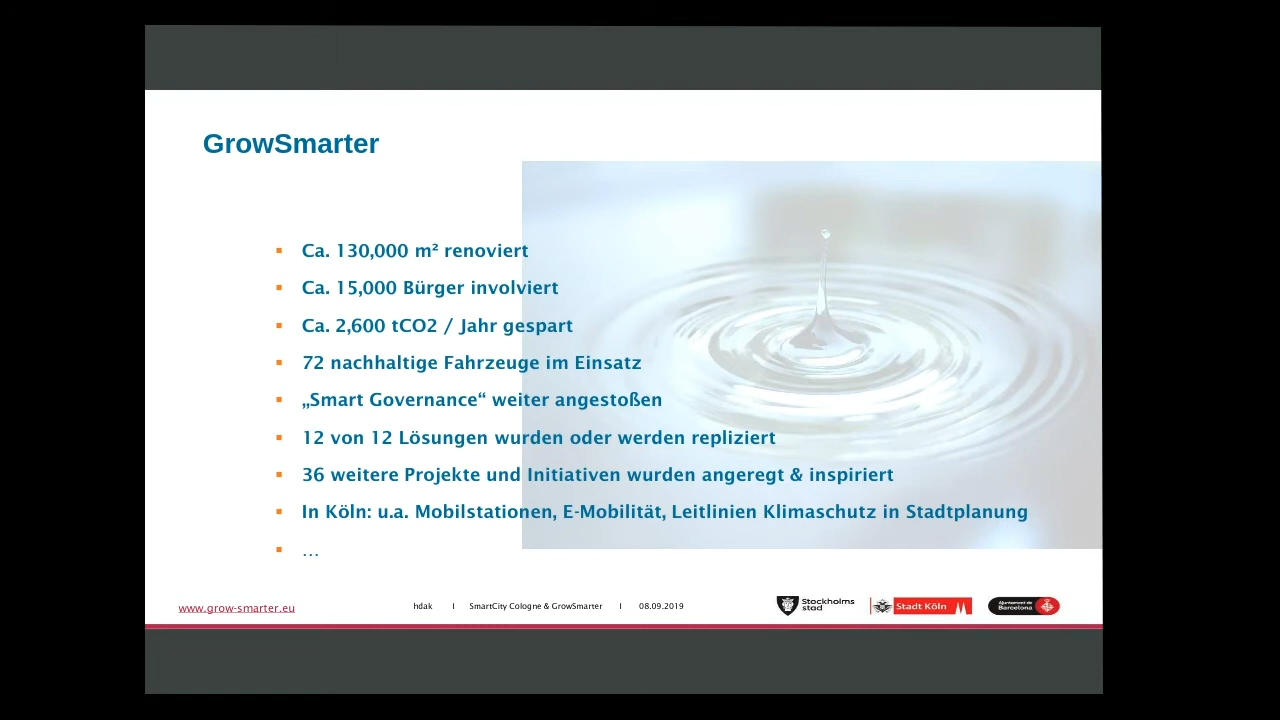 GrowSmarter
▪ Ca. 130,000 m² renoviert
▪ Ca. 15,000 Bürger involviert
▪ Ca. 2,600 tCO2 / Jahr gespart
▪ 72 nachhaltige Fahrzeuge im Einsatz
▪ „Smart Governance“ weiter angestoßen
▪ 12 von 12 Lösungen wurden oder werden repliziert
▪ 36 weitere Projekte und Initiativen wurden angeregt & inspiriert
▪ In Köln: u.a. Mobilstationen, E-Mobilität, Leitlinien Klimaschutz in Stadtplanung
▪ …
www.grow-smarter.eu
hdak I SmartCity Cologne & GrowSmarter I 08.09.2019
Stockholms
stad
Stadt Köln
Ajuntament de
Barcelona